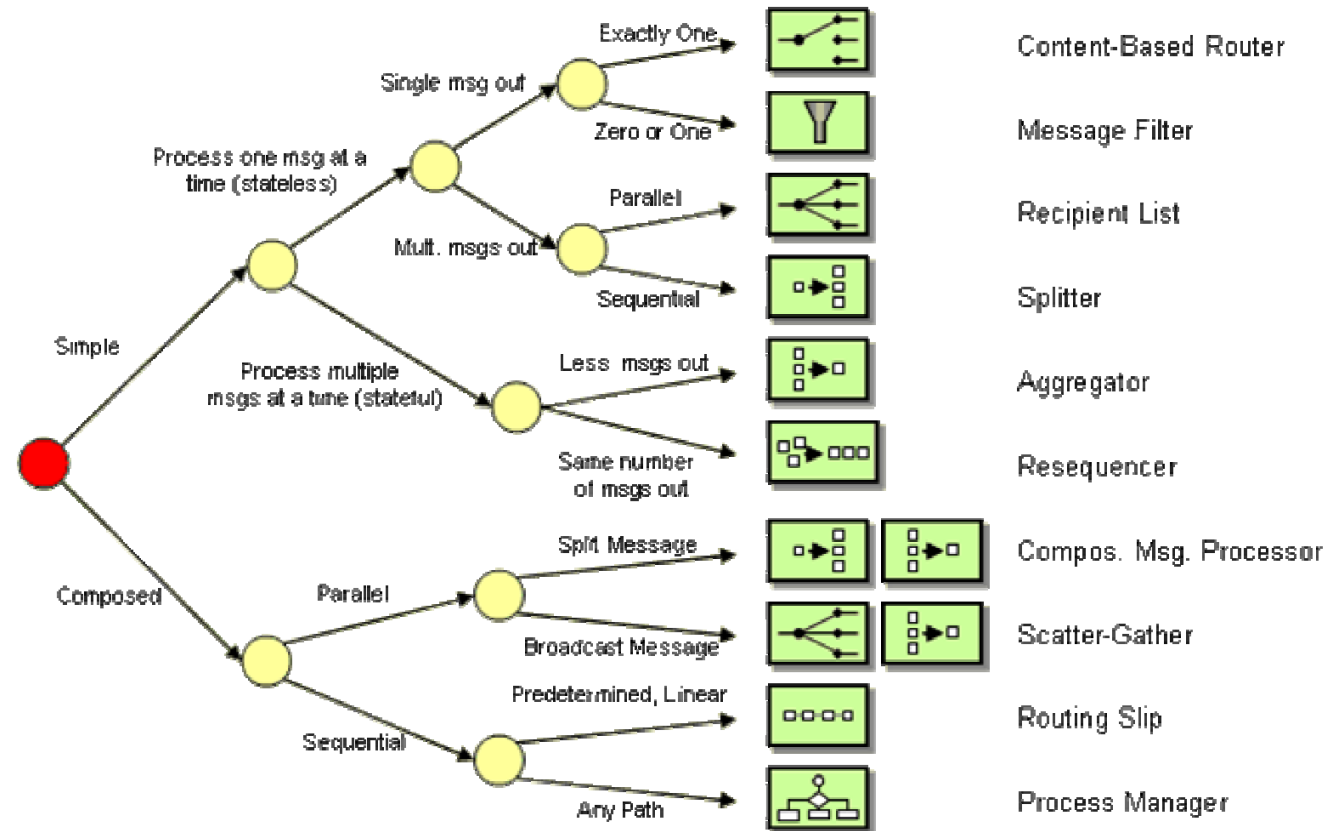 Exactly One
Content-Based Router
Single msg out
Zero or One
Message Filter
Process one msg at a
time (stateless)
Parallel
Recipient List
Mult. msgs out
Sequential
Splitter
Simple
Process multiple
msgs at a time (stateful)
Less msgs out
Aggregator
Same number
of msgs out
Resequencer
Composed
Parallel
Split Message
Compos. Msg. Processor
Broadcast Message
Scatter-Gather
Sequential
Predetermined, Linear
Routing Slip
Any Path
Process Manager